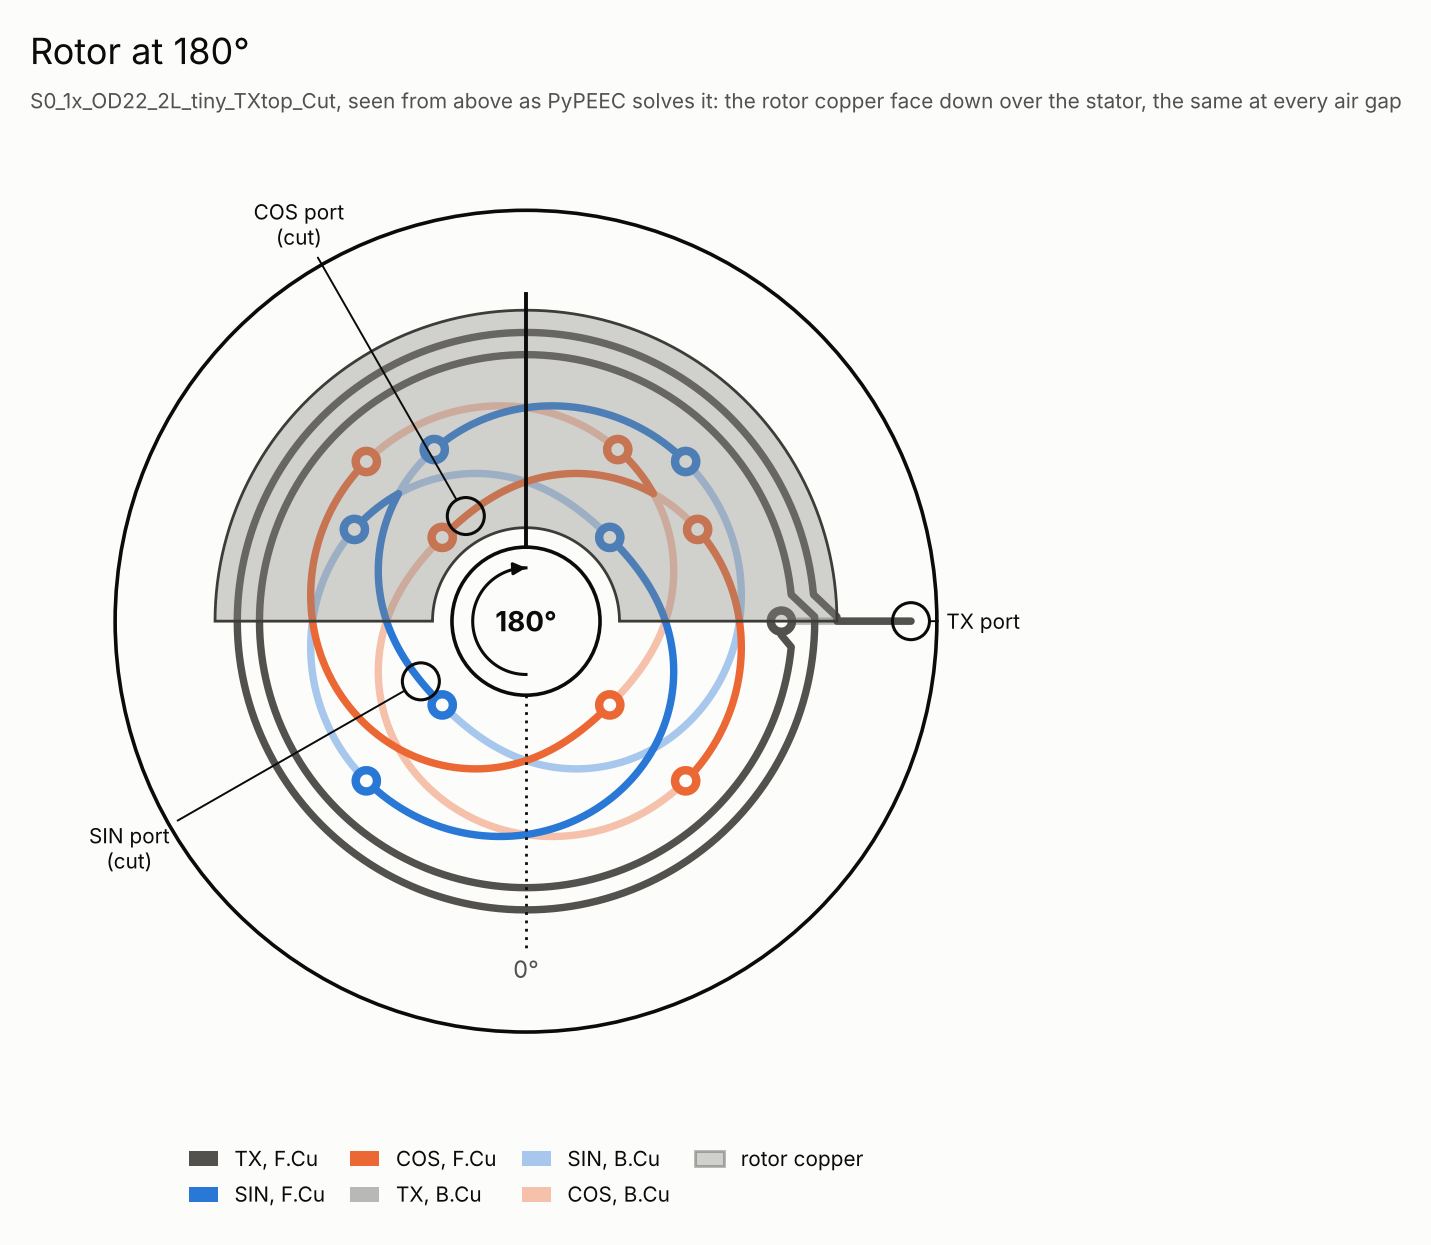 Rotor at 180°
S0_1x_OD22_2L_tiny_TXtop_Cut, seen from above as PyPEEC solves it: the rotor copper face down over the stator, the same at every air gap
COS port
(cut)
180°
TX port
SIN port
(cut)
0°
TX, F.Cu
COS, F.Cu
SIN, B.Cu
rotor copper
SIN, F.Cu
TX, B.Cu
COS, B.Cu